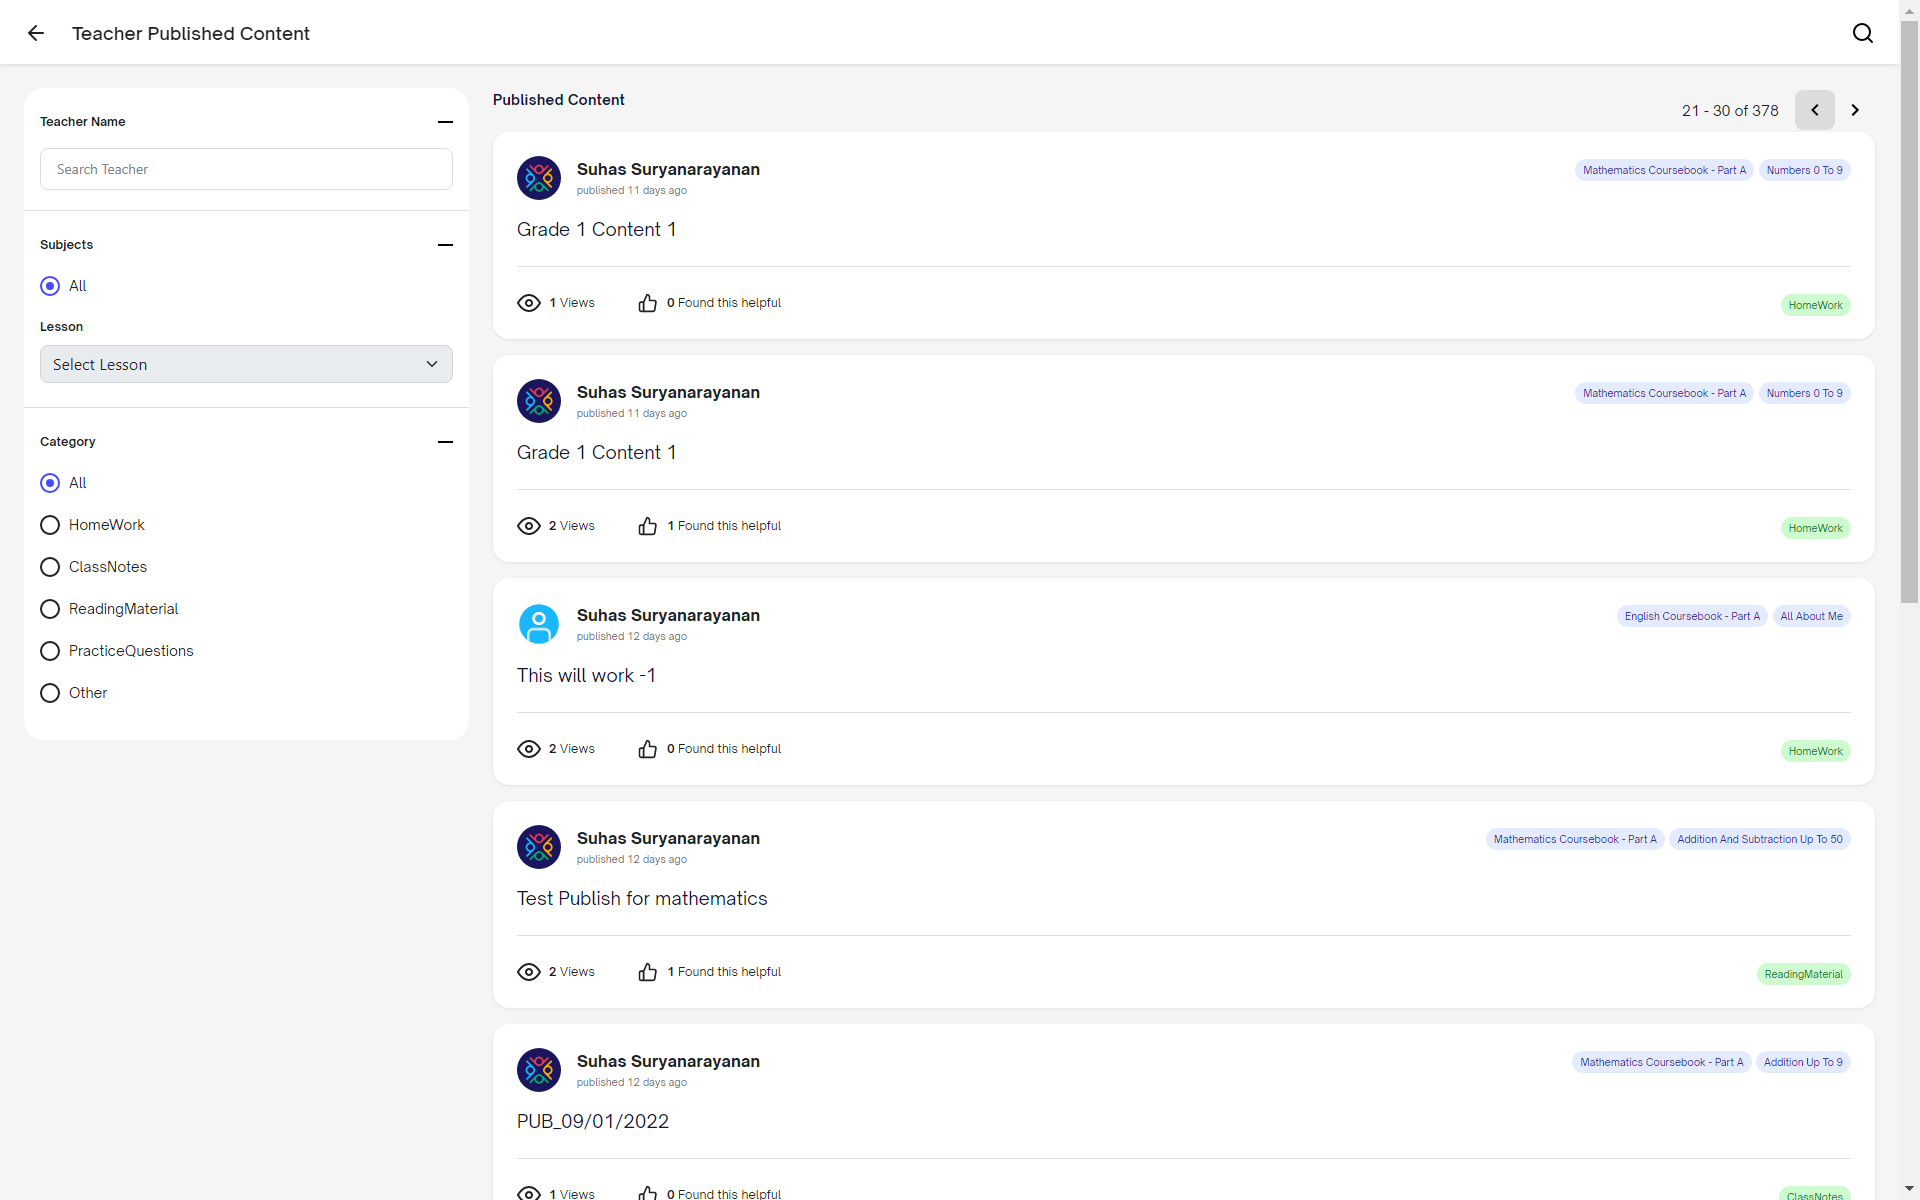 Teacher Published Content
Teacher Name
Search Teacher
Subjects
All
Lesson
Select Lesson
Category
All
HomeWork
ClassNotes
ReadingMaterial
PracticeQuestions
Other
Published Content
21 - 30 of 378
Suhas Suryanarayanan
published 11 days ago
Mathematics Coursebook - Part A
Numbers 0 To 9
Grade 1 Content 1
1 Views
0 Found this helpful
HomeWork
Suhas Suryanarayanan
published 11 days ago
Mathematics Coursebook - Part A
Numbers 0 To 9
Grade 1 Content 1
2 Views
1 Found this helpful
HomeWork
Suhas Suryanarayanan
published 12 days ago
English Coursebook - Part A
All About Me
This will work -1
2 Views
0 Found this helpful
HomeWork
Suhas Suryanarayanan
published 12 days ago
Mathematics Coursebook - Part A
Addition And Subtraction Up To 50
Test Publish for mathematics
2 Views
1 Found this helpful
ReadingMaterial
Suhas Suryanarayanan
published 12 days ago
Mathematics Coursebook - Part A
Addition Up To 9
PUB_09/01/2022
1 Views
0 Found this helpful
ClassNotes